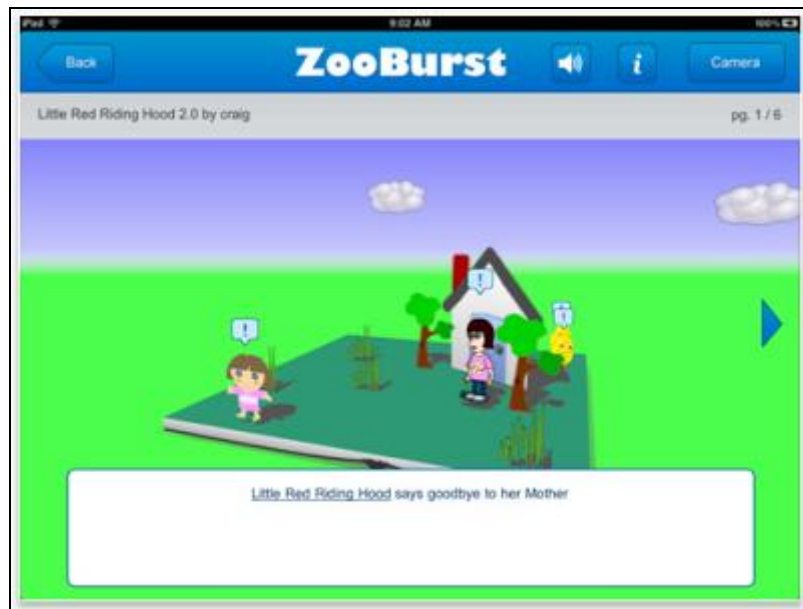 iPad 9:02 AM 100%
Back ZooBurst i Camera
Little Red Riding Hood 2.0 by craig pg. 1 / 6
!
!
!
!
Little Red Riding Hood says goodbye to her Mother